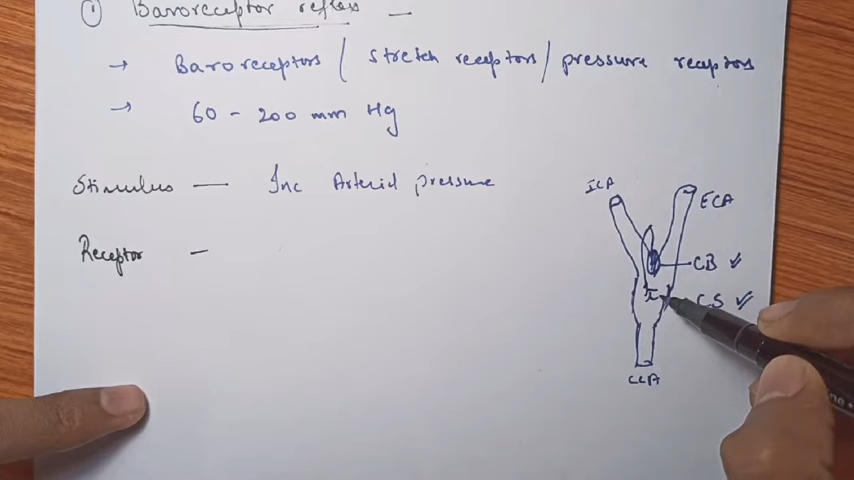 ① Baroreceptor reflex —
→ Baroreceptors / stretch receptors / pressure receptors
→ 60 - 200 mm Hg
Stimulus — Inc Arterial pressure
Receptor —
ICA
ECA
CB ✓
CS ✓
CCA